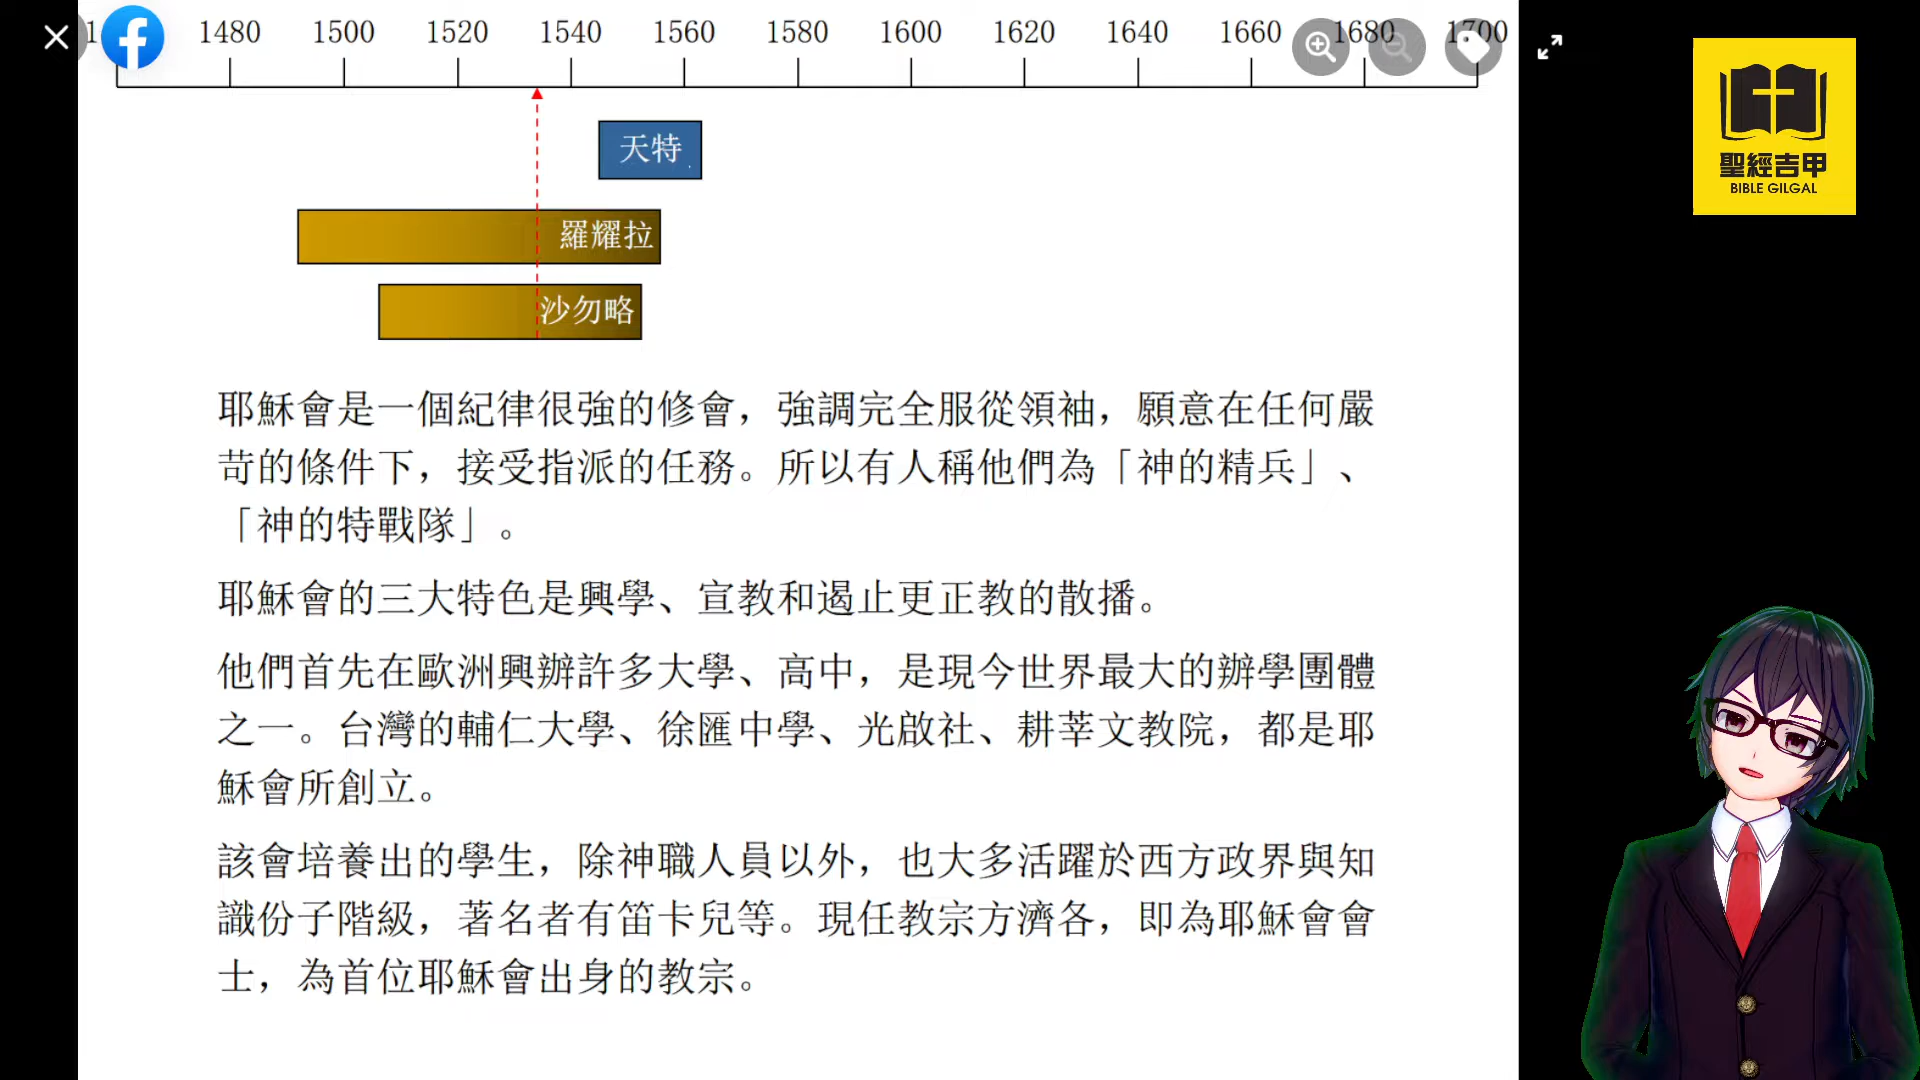 1480 1500 1520 1540 1560 1580 1600 1620 1640 1660 1680 1700
天特
羅耀拉
沙勿略
耶穌會是一個紀律很強的修會，強調完全服從領袖，願意在任何嚴
苛的條件下，接受指派的任務。所以有人稱他們為「神的精兵」、
「神的特戰隊」。
耶穌會的三大特色是興學、宣教和遏止更正教的散播。
他們首先在歐洲興辦許多大學、高中，是現今世界最大的辦學團體
之一。台灣的輔仁大學、徐匯中學、光啟社、耕莘文教院，都是耶
穌會所創立。
該會培養出的學生，除神職人員以外，也大多活躍於西方政界與知
識份子階級，著名者有笛卡兒等。現任教宗方濟各，即為耶穌會會
士，為首位耶穌會出身的教宗。
聖經吉甲
BIBLE GILGAL